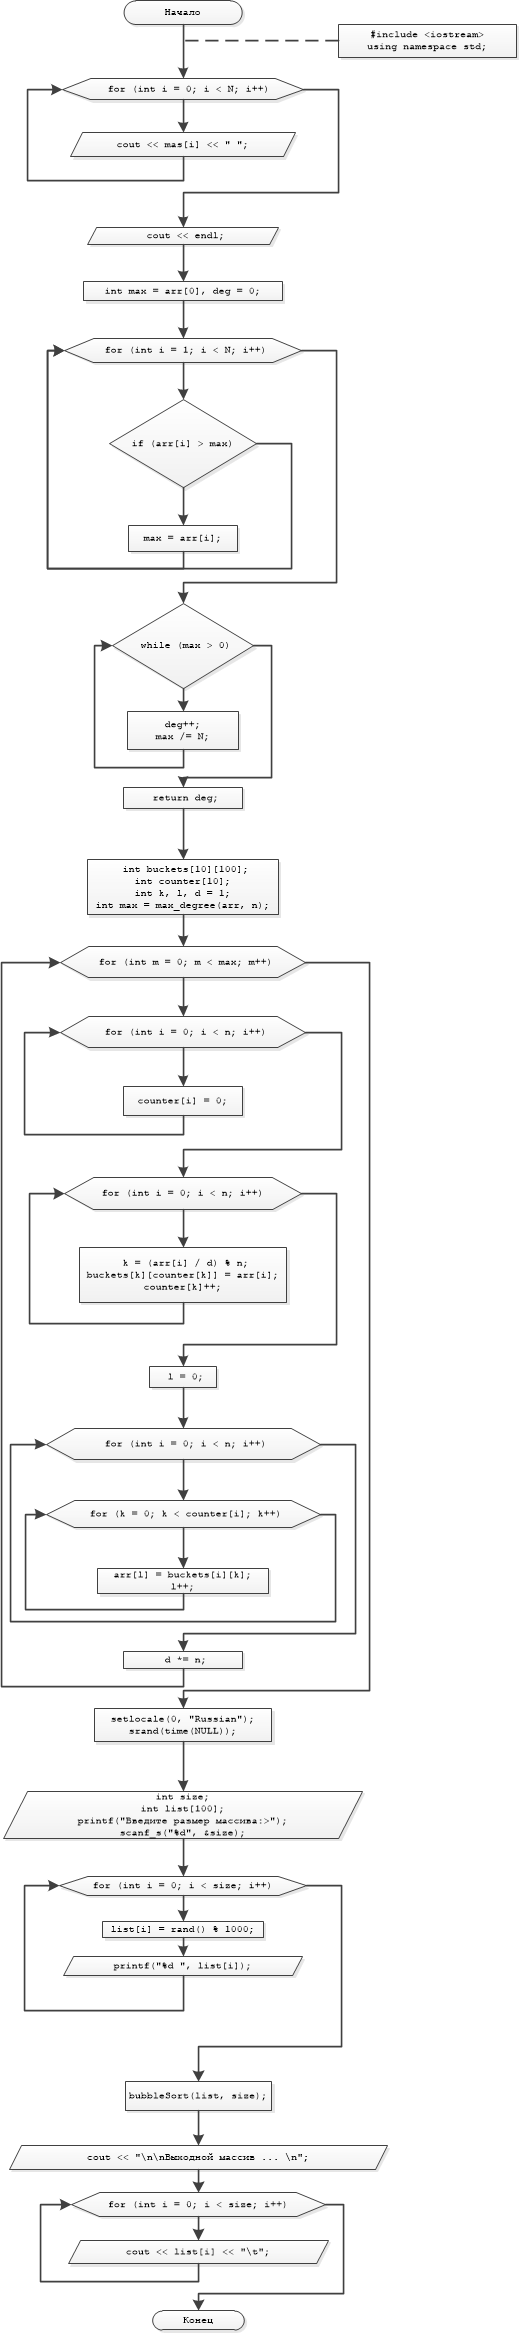 Начало
#include <iostream>
using namespace std;
for (int i = 0; i < N; i++)
cout << mas[i] << " ";
cout << endl;
int max = arr[0], deg = 0;
for (int i = 1; i < N; i++)
if (arr[i] > max)
max = arr[i];
while (max > 0)
deg++;
max /= N;
return deg;
int buckets[10][100];
int counter[10];
int k, l, d = 1;
int max = max_degree(arr, n);
for (int m = 0; m < max; m++)
for (int i = 0; i < n; i++)
counter[i] = 0;
for (int i = 0; i < n; i++)
k = (arr[i] / d) % n;
buckets[k][counter[k]] = arr[i];
counter[k]++;
l = 0;
for (int i = 0; i < n; i++)
for (k = 0; k < counter[i]; k++)
arr[l] = buckets[i][k];
l++;
d *= n;
setlocale(0, "Russian");
srand(time(NULL));
int size;
int list[100];
printf("Введите размер массива:>");
scanf_s("%d", &size);
for (int i = 0; i < size; i++)
list[i] = rand() % 1000;
printf("%d ", list[i]);
bubbleSort(list, size);
cout << "\n\nВыходной массив ... \n";
for (int i = 0; i < size; i++)
cout << list[i] << "\t";
Конец